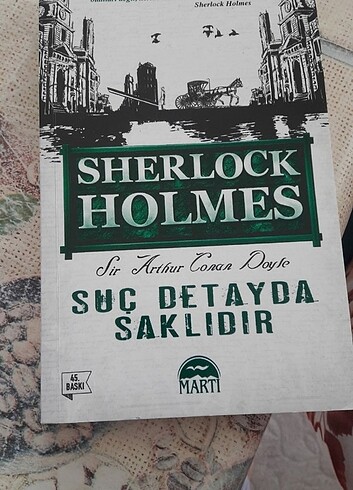 Sherlock Holmes
SHERLOCK
HOLMES
Sir Arthur Conan Doyle
SUÇ DETAYDA
SAKLIDIR
45.
BASKI
MARTI